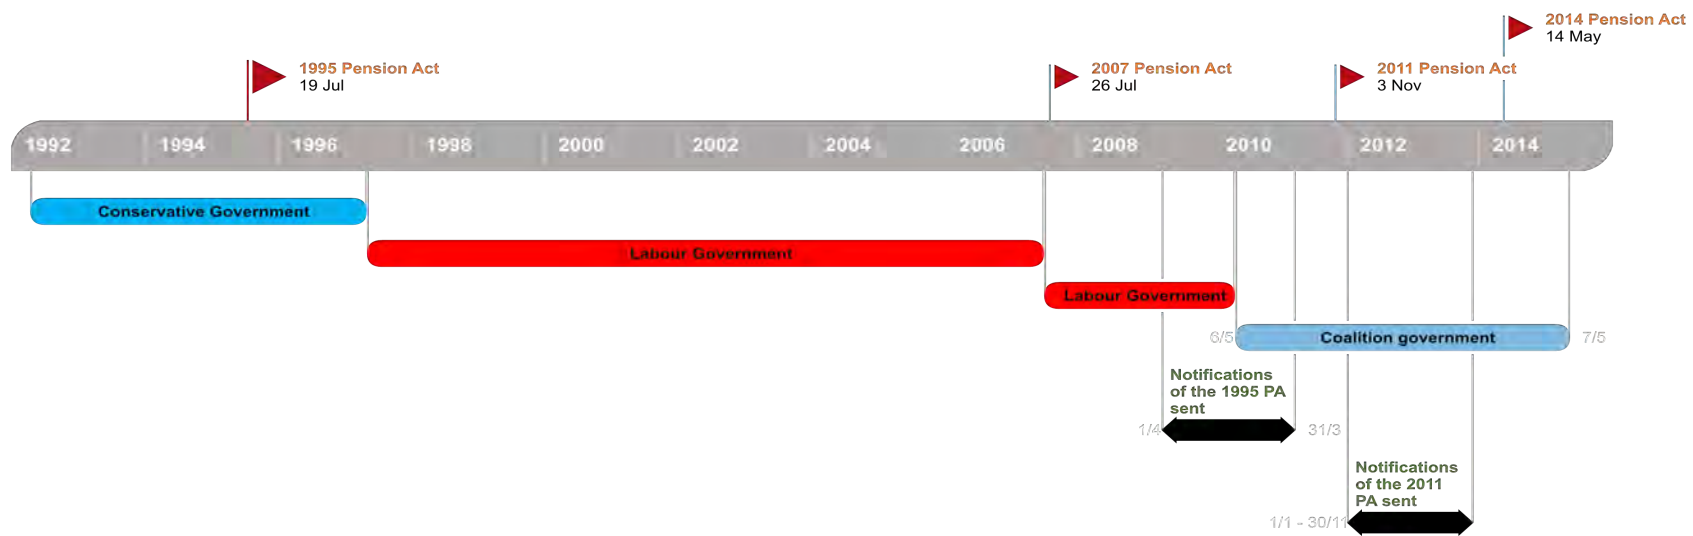 2014 Pension Act
14 May
1995 Pension Act
19 Jul
2007 Pension Act
26 Jul
2011 Pension Act
3 Nov
1992 1994 1996 1998 2000 2002 2004 2006 2008 2010 2012 2014
Conservative Government
Labour Government
Labour Government
6/5 Coalition government 7/5
Notifications
of the 1995 PA
sent
1/4 31/3
Notifications
of the 2011
PA sent
1/1 - 30/11